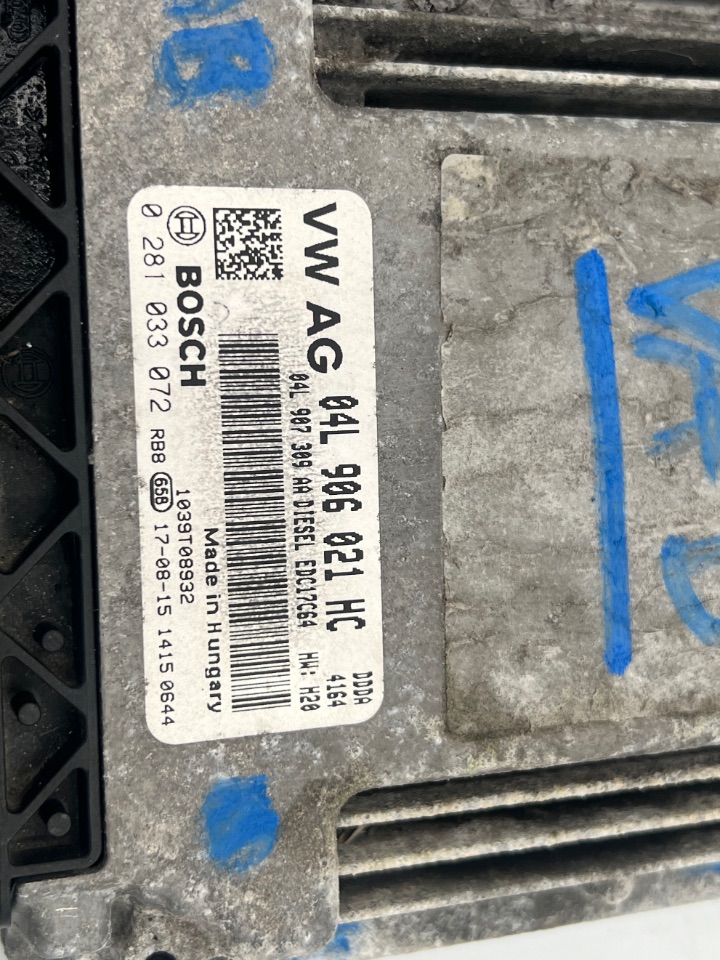 VW AG 04L 906 021 HC DDDA
04L 907 309 AA DIESEL EDC17C64 HW: H20 4164
BOSCH
Made in Hungary
1039T08932
0 281 033 072 RB8 65B 17-08-15 1415 0644